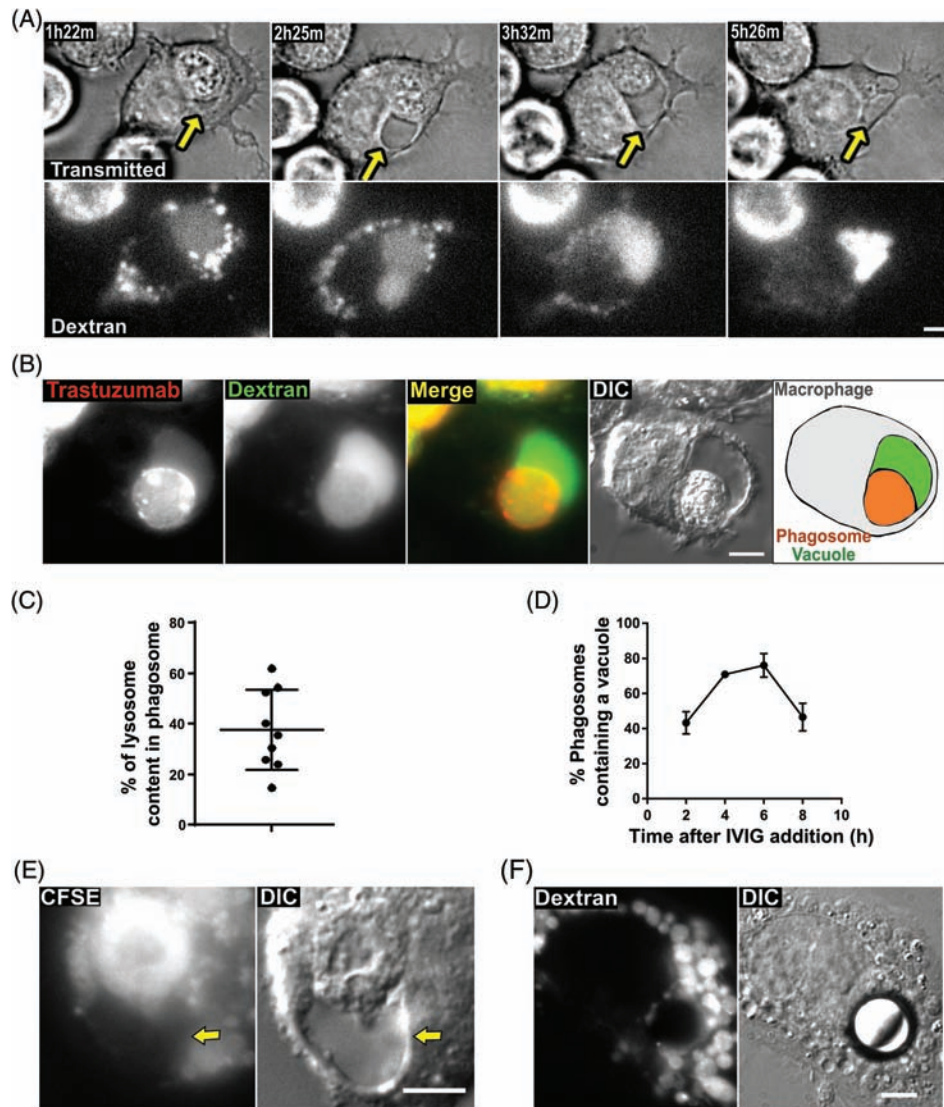 (A)
1h22m
2h25m
3h32m
5h26m
Transmitted
Dextran
(B)
Trastuzumab
Dextran
Merge
DIC
Macrophage
Phagosome
Vacuole
(C)
% of lysosome
content in phagosome
80
60
40
20
0
(D)
% Phagosomes
containing a vacuole
100
80
60
40
20
0
0
2
4
6
8
10
Time after IVIG addition (h)
(E)
CFSE
DIC
(F)
Dextran
DIC